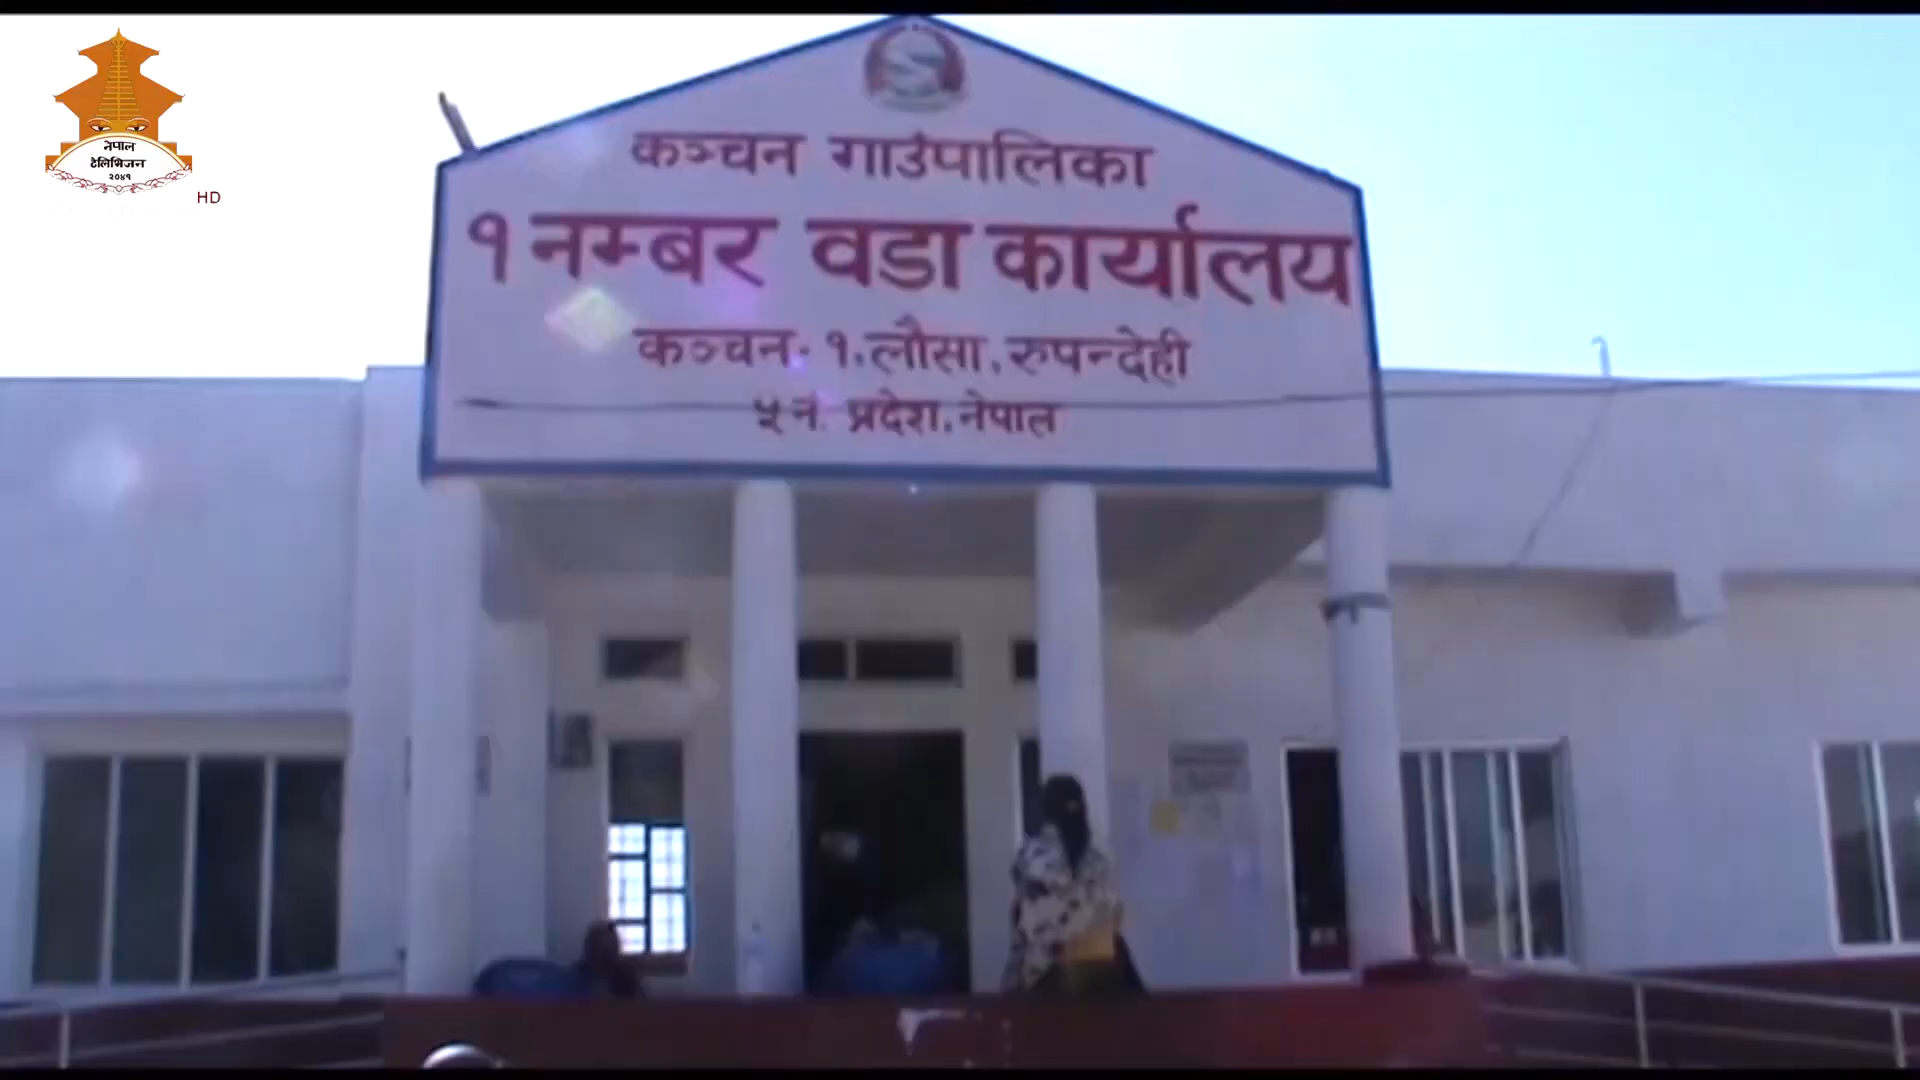 नेपाल
टेलिभिजन
२०४१
HD
कञ्चन गाउँपालिका
१ नम्बर वडा कार्यालय
कञ्चन- १, लौसा, रुपन्देही
५ नं. प्रदेश, नेपाल